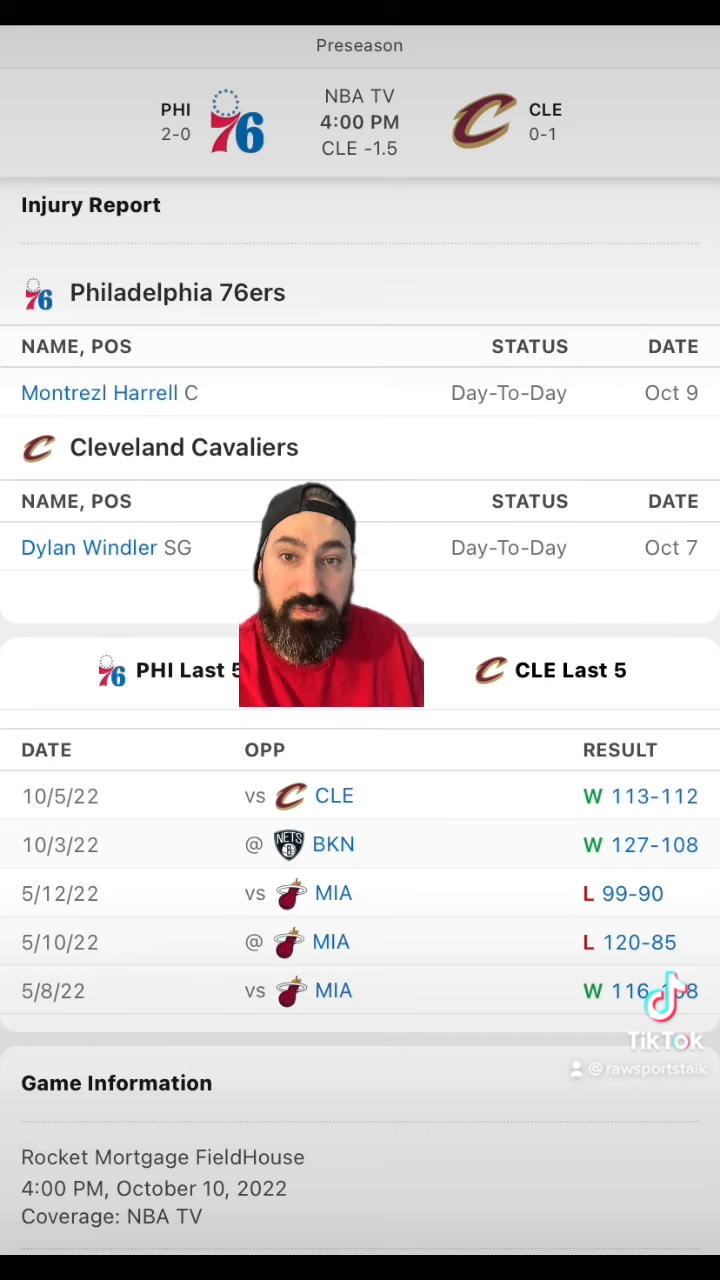 Preseason
PHI
2-0
76
NBA TV
4:00 PM
CLE -1.5
C
CLE
0-1
Injury Report
76 Philadelphia 76ers
NAME, POS STATUS DATE
Montrezl Harrell C Day-To-Day Oct 9
C Cleveland Cavaliers
NAME, POS STATUS DATE
Dylan Windler SG Day-To-Day Oct 7
76 PHI Last 5 C CLE Last 5
DATE OPP RESULT
10/5/22 vs C CLE W 113-112
10/3/22 @ NETS B BKN W 127-108
5/12/22 vs MIA L 99-90
5/10/22 @ MIA L 120-85
5/8/22 vs MIA W 116-
TikTok
@rawsportstalk
Game Information
Rocket Mortgage FieldHouse
4:00 PM, October 10, 2022
Coverage: NBA TV